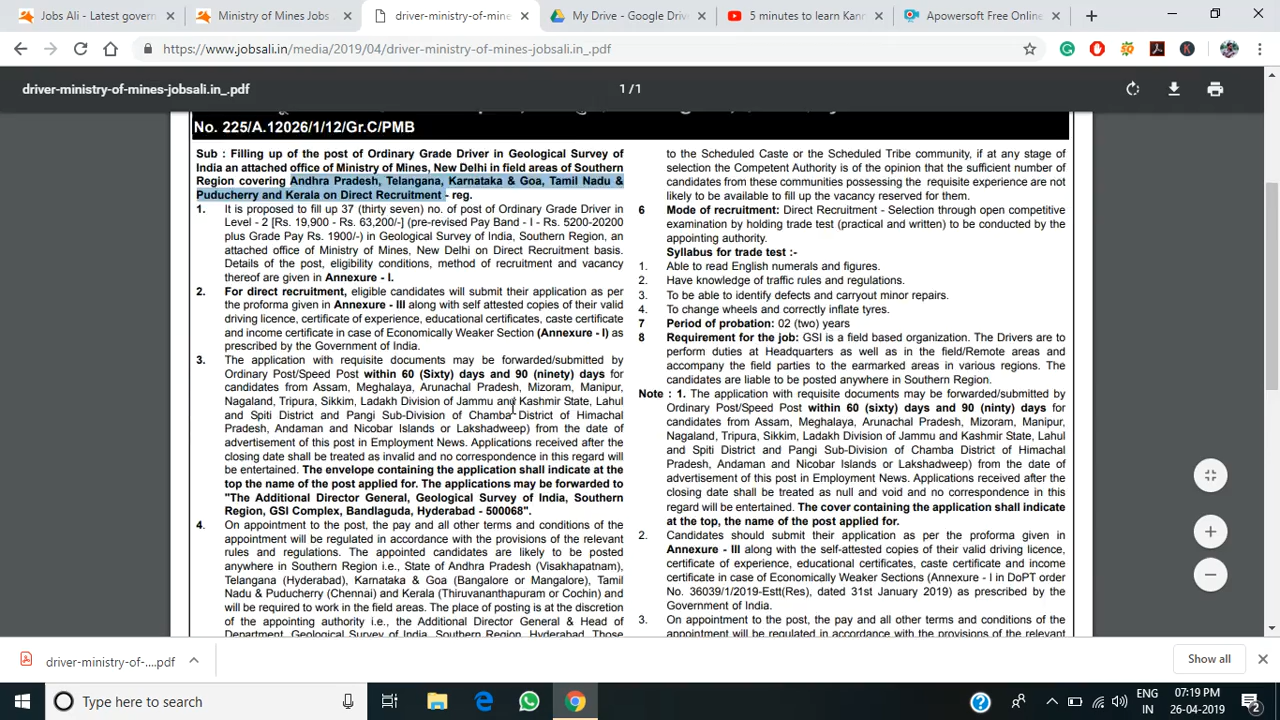 Jobs Ali - Latest govern
Ministry of Mines Jobs
driver-ministry-of-mine
My Drive - Google Driv
5 minutes to learn Kann
Apowersoft Free Online
https://www.jobsali.in/media/2019/04/driver-ministry-of-mines-jobsali.in_.pdf
driver-ministry-of-mines-jobsali.in_.pdf
1 / 1
No. 225/A.12026/1/12/Gr.C/PMB
Sub : Filling up of the post of Ordinary Grade Driver in Geological Survey of
India an attached office of Ministry of Mines, New Delhi in field areas of Southern
Region covering Andhra Pradesh, Telangana, Karnataka & Goa, Tamil Nadu &
Puducherry and Kerala on Direct Recruitment - reg.
1. It is proposed to fill up 37 (thirty seven) no. of post of Ordinary Grade Driver in
Level - 2 [Rs. 19,900 - Rs. 63,200/-] (pre-revised Pay Band - I - Rs. 5200-20200
plus Grade Pay Rs. 1900/-) in Geological Survey of India, Southern Region, an
attached office of Ministry of Mines, New Delhi on Direct Recruitment basis.
Details of the post, eligibility conditions, method of recruitment and vacancy
thereof are given in Annexure - I.
2. For direct recruitment, eligible candidates will submit their application as per
the proforma given in Annexure - III along with self attested copies of their valid
driving licence, certificate of experience, educational certificates, caste certificate
and income certificate in case of Economically Weaker Section (Annexure - I) as
prescribed by the Government of India.
3. The application with requisite documents may be forwarded/submitted by
Ordinary Post/Speed Post within 60 (Sixty) days and 90 (ninety) days for
candidates from Assam, Meghalaya, Arunachal Pradesh, Mizoram, Manipur,
Nagaland, Tripura, Sikkim, Ladakh Division of Jammu and Kashmir State, Lahul
and Spiti District and Pangi Sub-Division of Chamba District of Himachal
Pradesh, Andaman and Nicobar Islands or Lakshadweep) from the date of
advertisement of this post in Employment News. Applications received after the
closing date shall be treated as invalid and no correspondence in this regard will
be entertained. The envelope containing the application shall indicate at the
top the name of the post applied for. The applications may be forwarded to
"The Additional Director General, Geological Survey of India, Southern
Region, GSI Complex, Bandlaguda, Hyderabad - 500068".
4. On appointment to the post, the pay and all other terms and conditions of the
appointment will be regulated in accordance with the provisions of the relevant
rules and regulations. The appointed candidates are likely to be posted
anywhere in Southern Region i.e., State of Andhra Pradesh (Visakhapatnam),
Telangana (Hyderabad), Karnataka & Goa (Bangalore or Mangalore), Tamil
Nadu & Puducherry (Chennai) and Kerala (Thiruvananthapuram or Cochin) and
will be required to work in the field areas. The place of posting is at the discretion
of the appointing authority i.e., the Additional Director General & Head of
Department, Geological Survey of India, Southern Region, Hyderabad. Those
to the Scheduled Caste or the Scheduled Tribe community, if at any stage of
selection the Competent Authority is of the opinion that the sufficient number of
candidates from these communities possessing the requisite experience are not
likely to be available to fill up the vacancy reserved for them.
6 Mode of recruitment: Direct Recruitment - Selection through open competitive
examination by holding trade test (practical and written) to be conducted by the
appointing authority.
Syllabus for trade test :-
1. Able to read English numerals and figures.
2. Have knowledge of traffic rules and regulations.
3. To be able to identify defects and carryout minor repairs.
4. To change wheels and correctly inflate tyres.
7 Period of probation: 02 (two) years
8 Requirement for the job: GSI is a field based organization. The Drivers are to
perform duties at Headquarters as well as in the field/Remote areas and
accompany the field parties to the earmarked areas in various regions. The
candidates are liable to be posted anywhere in Southern Region.
Note : 1. The application with requisite documents may be forwarded/submitted by
Ordinary Post/Speed Post within 60 (sixty) days and 90 (ninty) days for
candidates from Assam, Meghalaya, Arunachal Pradesh, Mizoram, Manipur,
Nagaland, Tripura, Sikkim, Ladakh Division of Jammu and Kashmir State, Lahul
and Spiti District and Pangi Sub-Division of Chamba District of Himachal
Pradesh, Andaman and Nicobar Islands or Lakshadweep) from the date of
advertisement of this post in Employment News. Applications received after the
closing date shall be treated as null and void and no correspondence in this
regard will be entertained. The cover containing the application shall indicate
at the top, the name of the post applied for.
2. Candidates should submit their application as per the proforma given in
Annexure - III along with the self-attested copies of their valid driving licence,
certificate of experience, educational certificates, caste certificate and income
certificate in case of Economically Weaker Sections (Annexure - I in DoPT order
No. 36039/1/2019-Estt(Res), dated 31st January 2019) as prescribed by the
Government of India.
3. On appointment to the post, the pay and all other terms and conditions of the
appointment will be regulated in accordance with the provisions of the relevant
driver-ministry-of-....pdf
Show all
Type here to search
ENG
IN
07:19 PM
26-04-2019
2